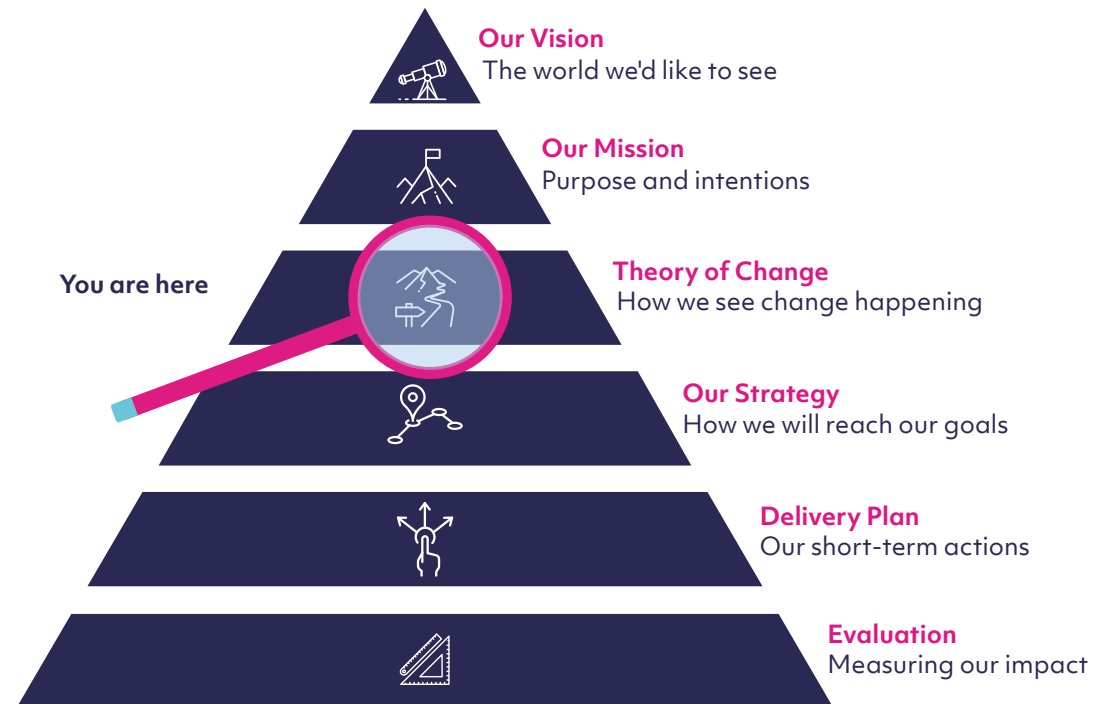 Our Vision
The world we'd like to see
Our Mission
Purpose and intentions
You are here
Theory of Change
How we see change happening
Our Strategy
How we will reach our goals
Delivery Plan
Our short-term actions
Evaluation
Measuring our impact